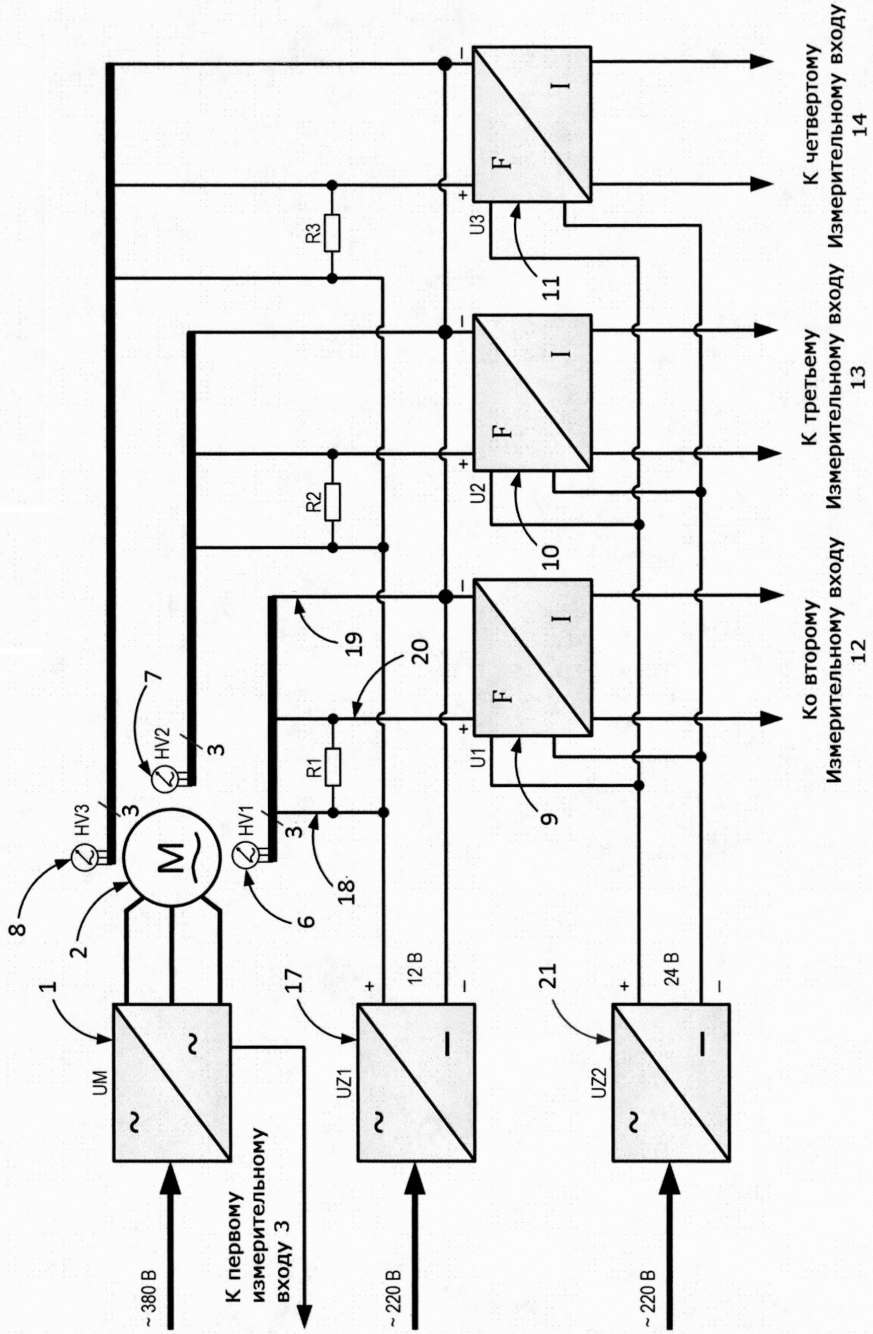 8
HV3
3
К четвертому
Измерительному входу
14
2
M
7
HV2
3
1
UM
~
~
~ 380 В
К первому
измерительному
входу 3
6
HV1
3
18
R1
20
19
R2
R3
17
UZ1
~
–
+
12 В
–
~ 220 В
U1
+
–
F
I
9
U2
+
–
F
I
10
U3
+
–
F
I
11
21
UZ2
~
–
+
24 В
–
~ 220 В
Ко второму
Измерительному входу
12
К третьему
Измерительному входу
13